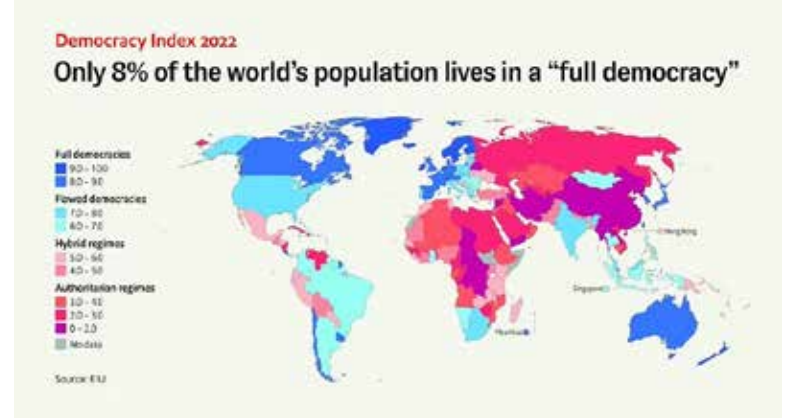 Democracy Index 2022
Only 8% of the world's population lives in a “full democracy”
Full democracies
9.0 - 10.0
8.0 - 9.0
Flawed democracies
7.0 - 8.0
6.0 - 7.0
Hybrid regimes
5.0 - 6.0
4.0 - 5.0
Authoritarian regimes
3.0 - 4.0
2.0 - 3.0
0 - 2.0
No data
Hong Kong
Singapore
Mauritius
Source: EIU